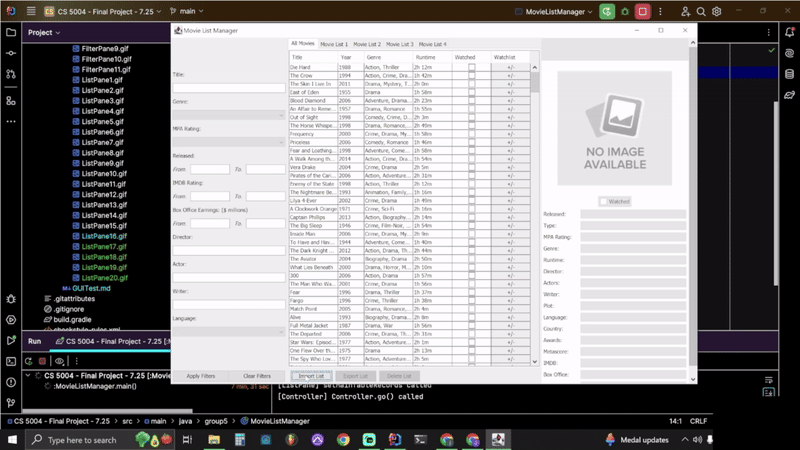 CS 5004 - Final Project - 7.25
main
MovieListManager
Project
FilterPane9.gif
FilterPane10.gif
FilterPane11.gif
ListPane1.gif
ListPane2.gif
ListPane3.gif
ListPane4.gif
ListPane5.gif
ListPane6.gif
ListPane7.gif
ListPane8.gif
ListPane9.gif
ListPane10.gif
ListPane11.gif
ListPane12.gif
ListPane13.gif
ListPane14.gif
ListPane15.gif
ListPane16.gif
ListPane17.gif
ListPane18.gif
ListPane19.gif
ListPane20.gif
GUITest.md
.gitattributes
.gitignore
build.gradle
Movie List Manager
Title:
Genre:
MPA Rating:
Released:
From: To:
IMDB Rating:
From: To:
Box Office Earnings: ($ millions)
From: To:
Director:
Actor:
Writer:
Language:
Apply Filters Clear Filters
All Movies Movie List 1 Movie List 2 Movie List 3 Movie List 4
Title Year Genre Runtime Watched Watchlist
Die Hard 1988 Action, Thriller 2h 12m +/-
The Crow 1994 Action, Crime, Dra... 1h 42m +/-
The Skin I Live In 2011 Drama, Mystery, T... 2h 0m +/-
East of Eden 1955 Drama 1h 58m +/-
Blood Diamond 2006 Adventure, Drama... 2h 23m +/-
An Affair to Reme... 1957 Drama, Romance 1h 55m +/-
Out of Sight 1998 Comedy, Crime, D... 2h 3m +/-
The Horse Whispe... 1998 Drama, Romance... 2h 49m +/-
Frequency 2000 Crime, Drama, My... 1h 58m +/-
Priceless 2006 Comedy, Romance 1h 46m +/-
Fear and Loathing... 1998 Adventure, Come... 1h 58m +/-
A Walk Among th... 2014 Action, Crime, Dra... 1h 54m +/-
Vera Drake 2004 Crime, Drama 2h 5m +/-
Pirates of the Cari... 2006 Action, Adventure... 2h 31m +/-
Enemy of the State 1998 Action, Thriller 2h 12m +/-
The Nightmare Be... 1993 Animation, Family... 1h 16m +/-
Lilya 4-Ever 2002 Crime, Drama 1h 49m +/-
A Clockwork Orange 1971 Crime, Sci-Fi 2h 16m +/-
Captain Phillips 2013 Action, Biography... 2h 14m +/-
The Big Sleep 1946 Crime, Film-Noir... 1h 54m +/-
Inside Man 2006 Crime, Drama, My... 2h 9m +/-
To Have and Hav... 1944 Adventure, Come... 1h 40m +/-
The Dark Knight ... 2012 Action, Drama, Th... 2h 44m +/-
The Aviator 2004 Biography, Drama 2h 50m +/-
What Lies Beneath 2000 Drama, Horror, M... 2h 10m +/-
300 2006 Action, Drama 1h 57m +/-
The Man Who Wa... 2001 Crime, Drama 1h 56m +/-
Fear 1996 Drama, Thriller 1h 37m +/-
Fargo 1996 Crime, Thriller 1h 38m +/-
Match Point 2005 Drama, Romance... 2h 4m +/-
Alive 1993 Biography, Drama... 2h 8m +/-
Full Metal Jacket 1987 Drama, War 1h 56m +/-
The Departed 2006 Crime, Drama, Th... 2h 31m +/-
Star Wars: Episod... 1977 Action, Adventure... 2h 1m +/-
One Flew Over th... 1975 Drama 2h 13m +/-
The Spy Who Lov... 1977 Action, Adventure... 2h 5m +/-
Import List Export List Delete List
NO IMAGE
AVAILABLE
Watched
Released:
Type:
MPA Rating:
Genre:
Runtime:
Director:
Actors:
Writer:
Plot:
Language:
Country:
Awards:
Metascore:
IMDB:
Box Office:
Run CS 5004 - Final Project - 7.25 [:Movie
CS 5004 - Final Project - 7.25 [:Movie
:MovieListManager.main() 7 min, 31 sec
[ListPane] setMainTableRecords called
[Controller] Controller.go() called
CS 5004 - Final Project - 7.25 > src > main > java > group5 > MovieListManager
14:1 CRLF
Type here to search
Medal updates